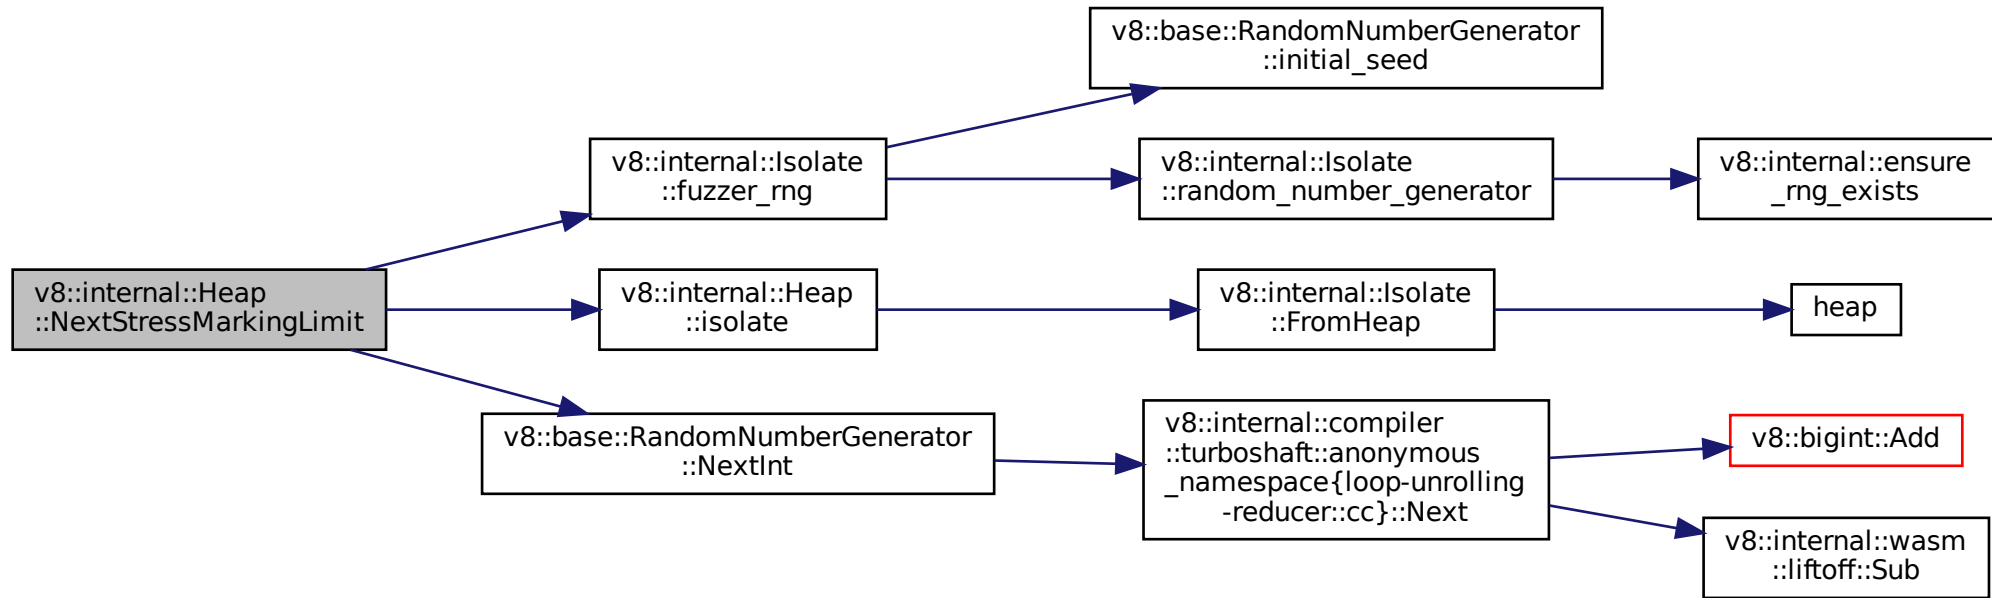 v8::base::RandomNumberGenerator
::initial_seed
v8::internal::Isolate
::fuzzer_rng
v8::internal::Isolate
::random_number_generator
v8::internal::ensure
_rng_exists
v8::internal::Heap
::NextStressMarkingLimit
v8::internal::Heap
::isolate
v8::internal::Isolate
::FromHeap
heap
v8::base::RandomNumberGenerator
::NextInt
v8::internal::compiler
::turboshaft::anonymous
_namespace{loop-unrolling
-reducer::cc}::Next
v8::bigint::Add
v8::internal::wasm
::liftoff::Sub